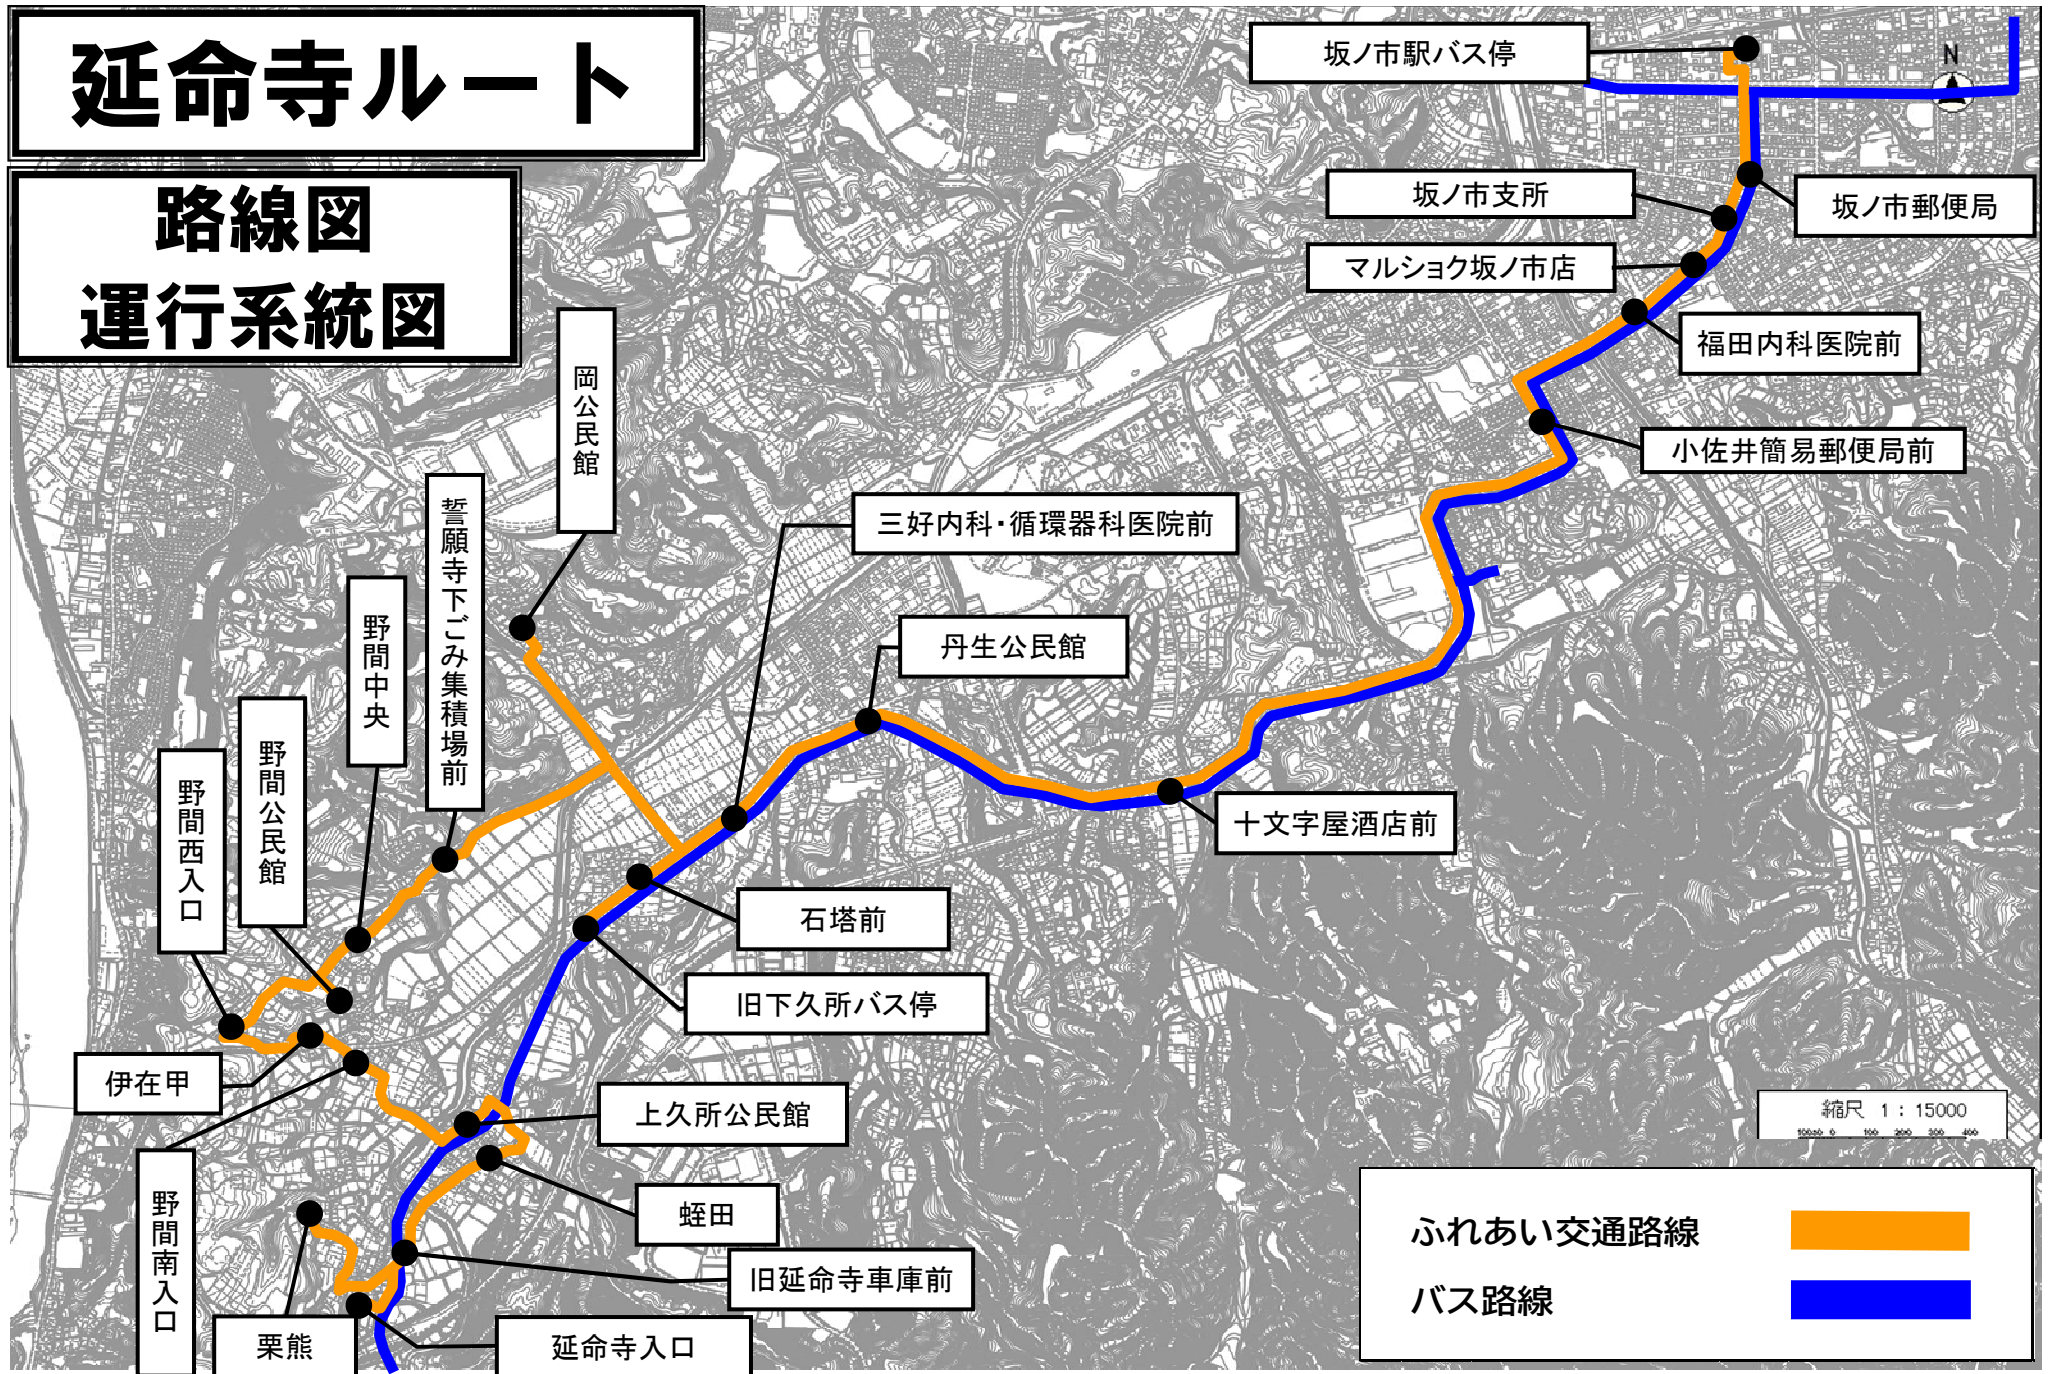 延命寺ルート
路線図
運行系統図
坂ノ市駅バス停
N
坂ノ市支所
坂ノ市郵便局
マルショク坂ノ市店
福田内科医院前
小佐井簡易郵便局前
岡公民館
誓願寺下ごみ集積場前
三好内科・循環器科医院前
野間中央
丹生公民館
野間公民館
野間西入口
十文字屋酒店前
石塔前
旧下久所バス停
伊在甲
上久所公民館
野間南入口
蛭田
旧延命寺車庫前
栗熊
延命寺入口
縮尺 1 : 15000
100 200 300 400
ふれあい交通路線
バス路線